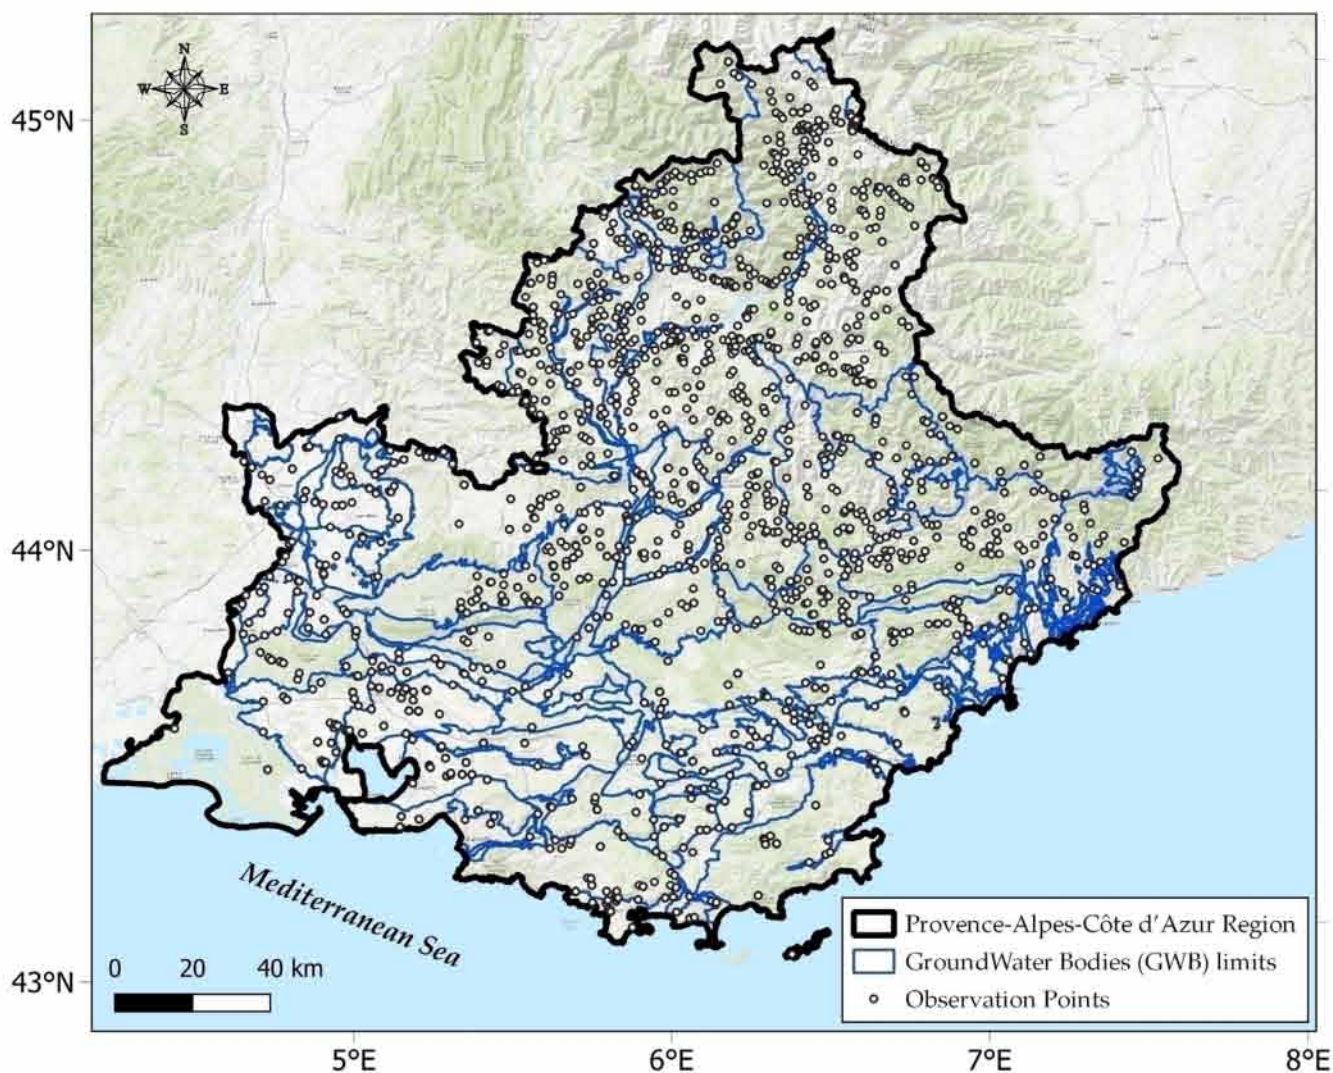 N
W E
S
45°N
44°N
43°N
Mediterranean Sea
0 20 40 km
Provence-Alpes-Côte d'Azur Region
GroundWater Bodies (GWB) limits
Observation Points
5°E 6°E 7°E 8°E